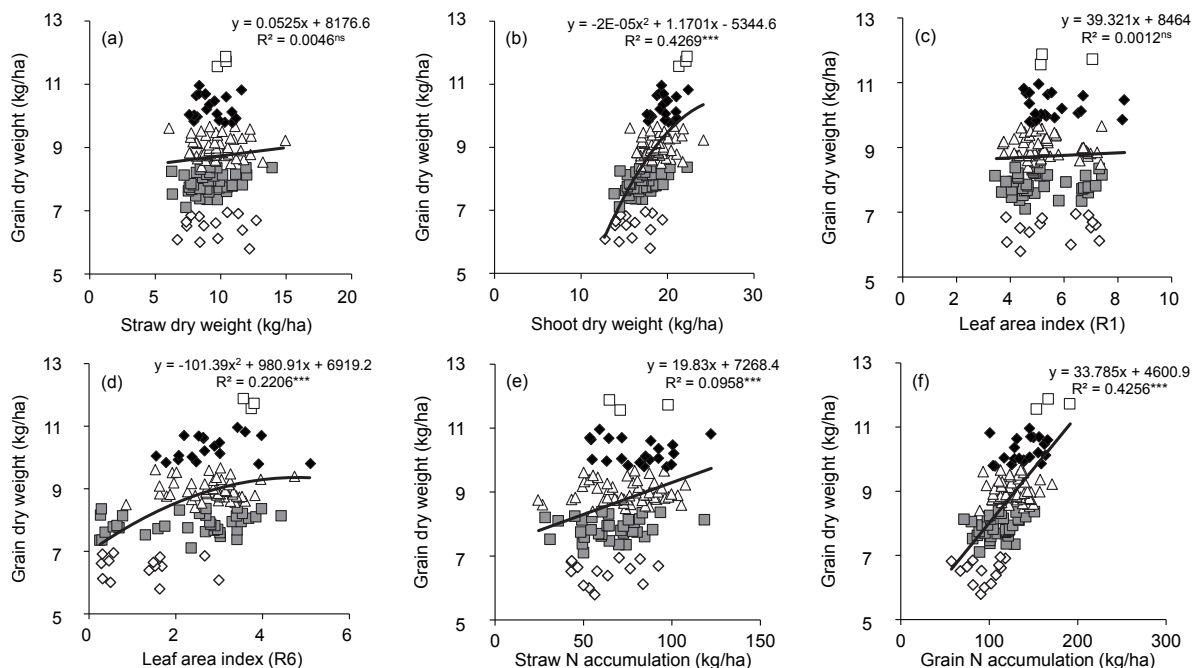 (a)
y = 0.0525x + 8176.6
R² = 0.0046ⁿˢ
Grain dry weight (kg/ha)
13
11
9
7
5
0 5 10 15 20
Straw dry weight (kg/ha)
(b)
y = -2E-05x² + 1.1701x - 5344.6
R² = 0.4269***
Grain dry weight (kg/ha)
13
11
9
7
5
0 10 20 30
Shoot dry weight (kg/ha)
(c)
y = 39.321x + 8464
R² = 0.0012ⁿˢ
Grain dry weight (kg/ha)
13
11
9
7
5
0 2 4 6 8 10
Leaf area index (R1)
(d)
y = -101.39x² + 980.91x + 6919.2
R² = 0.2206***
Grain dry weight (kg/ha)
13
11
9
7
5
0 2 4 6
Leaf area index (R6)
(e)
y = 19.83x + 7268.4
R² = 0.0958***
Grain dry weight (kg/ha)
13
11
9
7
5
0 50 100 150
Straw N accumulation (kg/ha)
(f)
y = 33.785x + 4600.9
R² = 0.4256***
Grain dry weight (kg/ha)
13
11
9
7
5
0 100 200 300
Grain N accumulation (kg/ha)